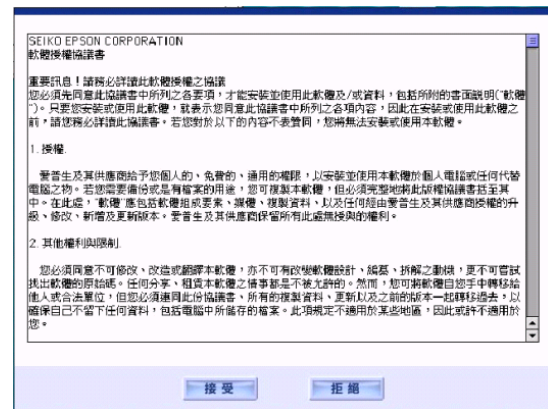 SEIKO EPSON CORPORATION
軟體授權協議書
重要訊息！請務必詳讀此軟體授權之協議
您必須先同意此協議書中所列之各要項，才能安裝並使用此軟體及/或資料，包括所附的書面說明("軟體
")。只要您安裝或使用此軟體，就表示您同意此協議書中所列之各項內容，因此在安裝或使用此軟體之
前，請您務必詳讀此協議書。若您對於以下的內容不表贊同，您將無法安裝或使用本軟體。
1. 授權.
愛普生及其供應商給予您個人的、免費的、通用的權限，以安裝並使用本軟體於個人電腦或任何代替
電腦之物。若您需要備份或是有檔案的用途，您可複製本軟體，但必須完整地將此版權協議書括至其
中。在此處，"軟體"應包括軟體組成要素、媒體、複製資料、以及任何經由愛普生及其供應商授權的升
級、修改、新增及更新版本。愛普生及其供應商保留所有此處無授與的權利。
2. 其他權利與限制.
您必須同意不可修改、改造或翻譯本軟體，亦不可有改變軟體設計、編纂、拆解之動機，更不可嘗試
找出軟體的原始碼。任何分享、租賃本軟體之情事都是不被允許的。然而，您可將軟體自您手中轉移給
他人或合法單位，但您必須連同此份協議書、所有的複製資料、更新以及之前的版本一起轉移過去，以
確保自己不留下任何資料，包括電腦中所儲存的檔案。此項規定不適用於某些地區，因此或許不適用於
您。
接受
拒絕